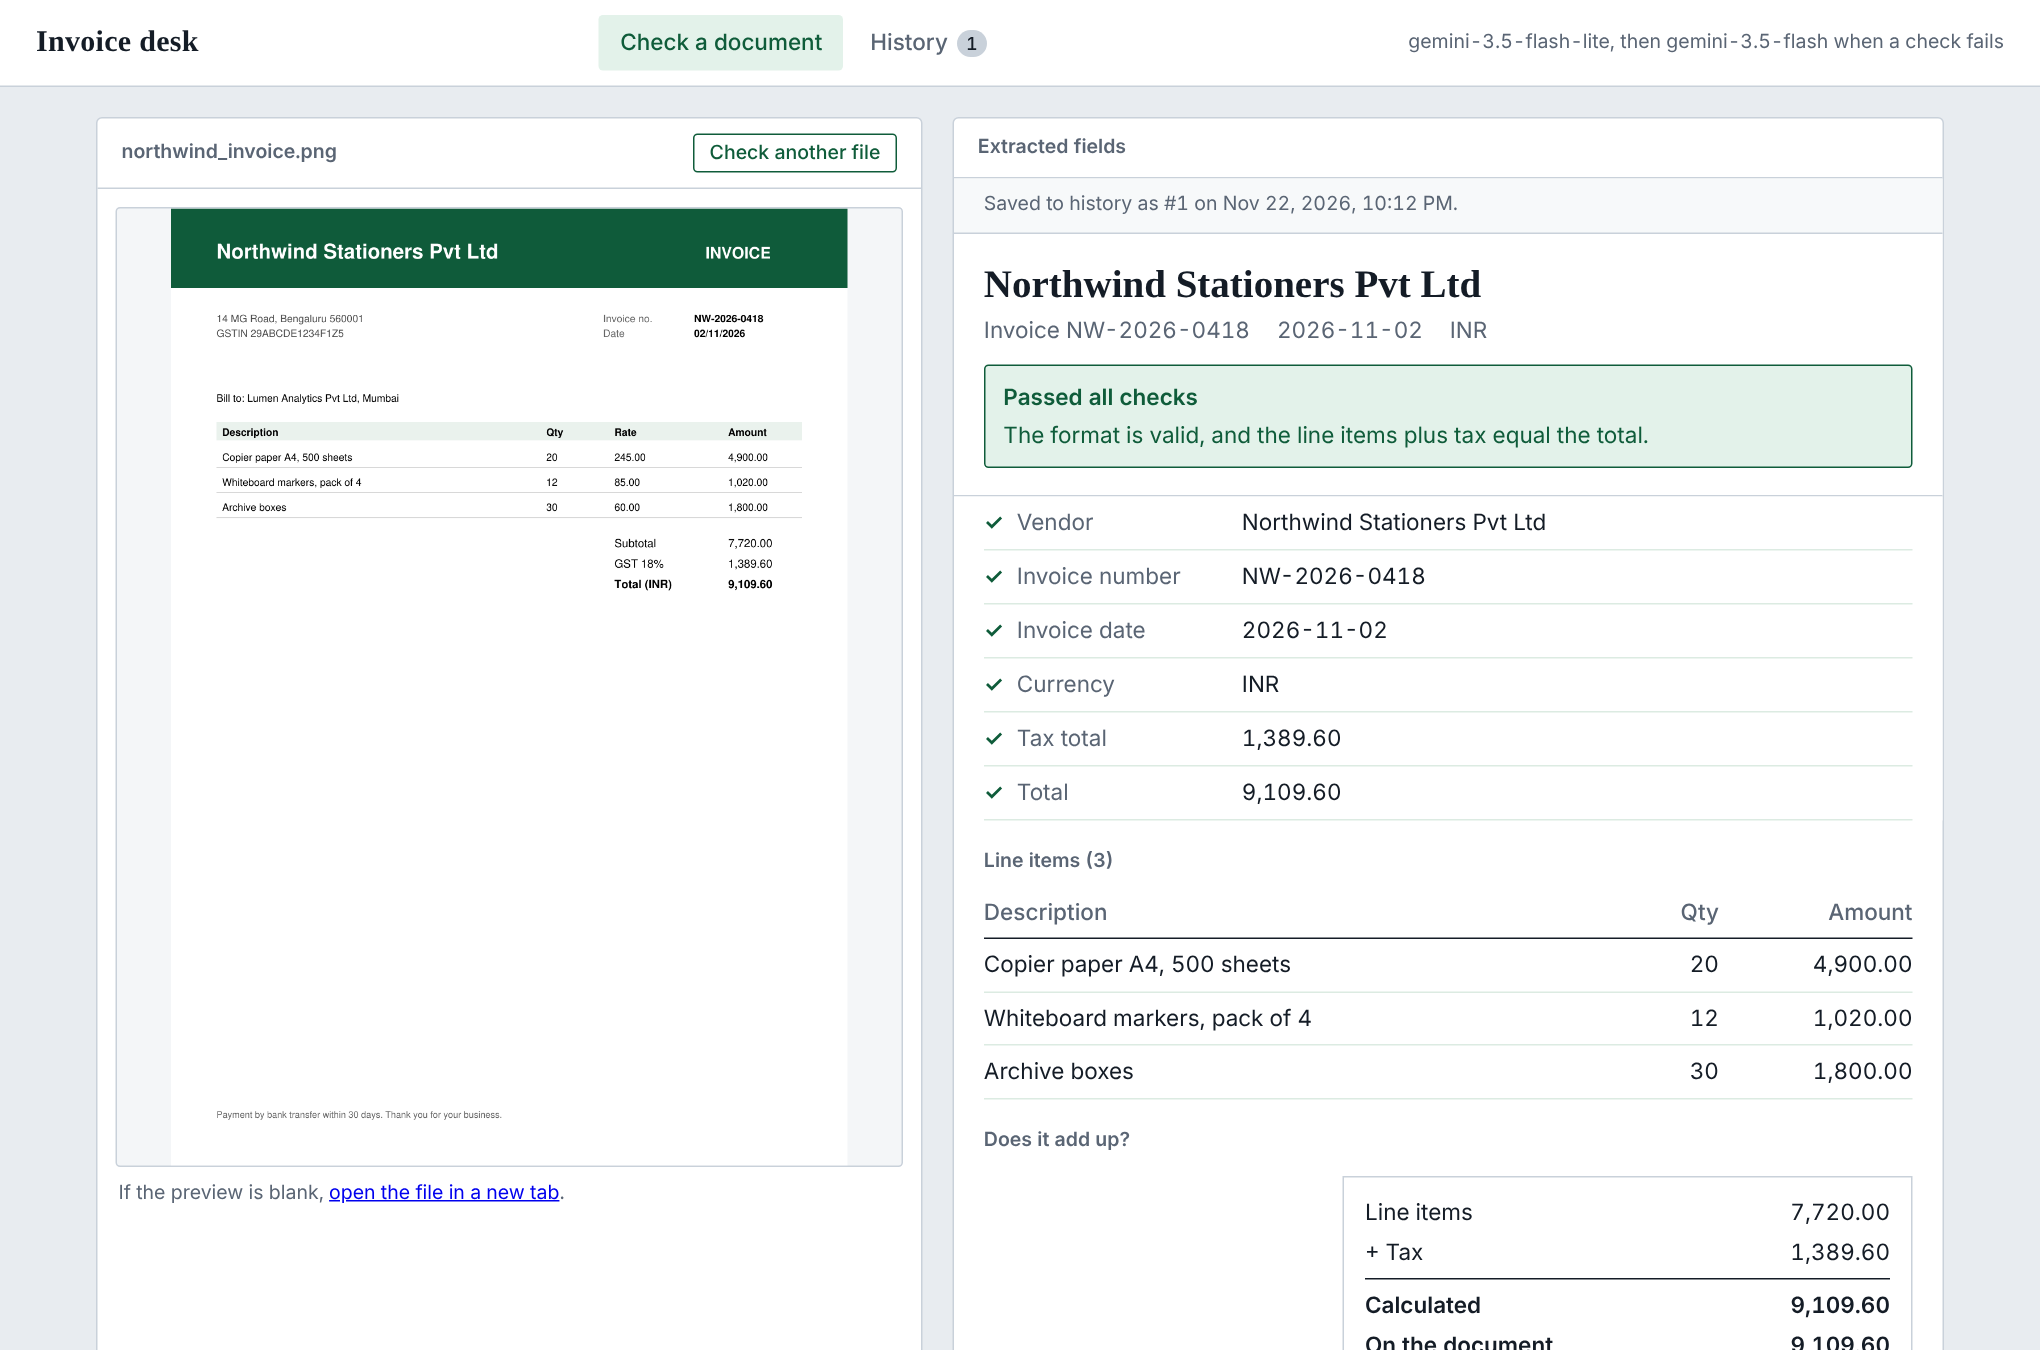 Invoice desk
Check a document
History 1
gemini-3.5-flash-lite, then gemini-3.5-flash when a check fails
northwind_invoice.png
Check another file
Northwind Stationers Pvt Ltd INVOICE
14 MG Road, Bengaluru 560001 Invoice no. NW-2026-0418
GSTIN 29ABCDE1234F1Z5 Date 02/11/2026
Bill to: Lumen Analytics Pvt Ltd, Mumbai
Description Qty Rate Amount
Copier paper A4, 500 sheets 20 245.00 4,900.00
Whiteboard markers, pack of 4 12 85.00 1,020.00
Archive boxes 30 60.00 1,800.00
Subtotal 7,720.00
GST 18% 1,389.60
Total (INR) 9,109.60
Payment by bank transfer within 30 days. Thank you for your business.
If the preview is blank, open the file in a new tab.
Extracted fields
Saved to history as #1 on Nov 22, 2026, 10:12 PM.
Northwind Stationers Pvt Ltd
Invoice NW-2026-0418 2026-11-02 INR
Passed all checks
The format is valid, and the line items plus tax equal the total.
Vendor Northwind Stationers Pvt Ltd
Invoice number NW-2026-0418
Invoice date 2026-11-02
Currency INR
Tax total 1,389.60
Total 9,109.60
Line items (3)
Description Qty Amount
Copier paper A4, 500 sheets 20 4,900.00
Whiteboard markers, pack of 4 12 1,020.00
Archive boxes 30 1,800.00
Does it add up?
Line items 7,720.00
+ Tax 1,389.60
Calculated 9,109.60
On the document 9,109.60